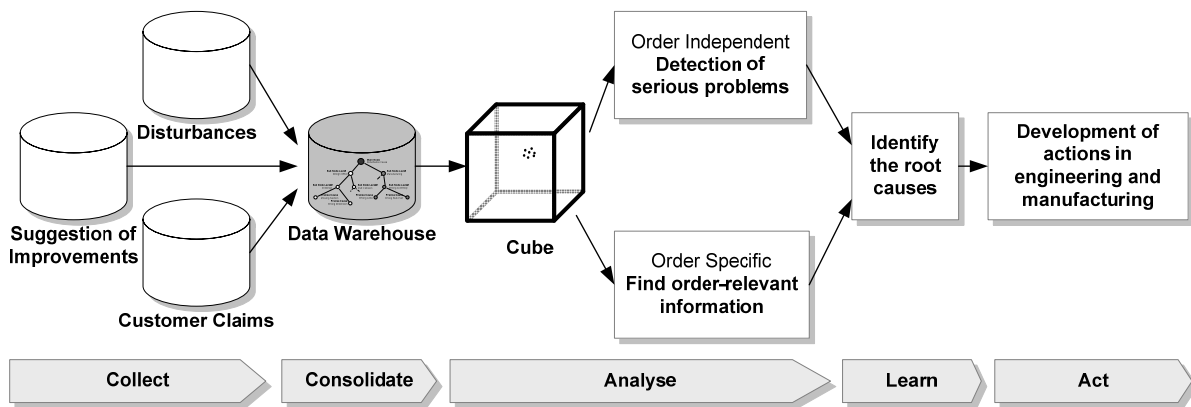 Disturbances
Suggestion of
Improvements
Customer Claims
Data Warehouse
Cube
Order Independent
Detection of
serious problems
Order Specific
Find order-relevant
information
Identify
the root
causes
Development of
actions in
engineering and
manufacturing
Collect
Consolidate
Analyse
Learn
Act